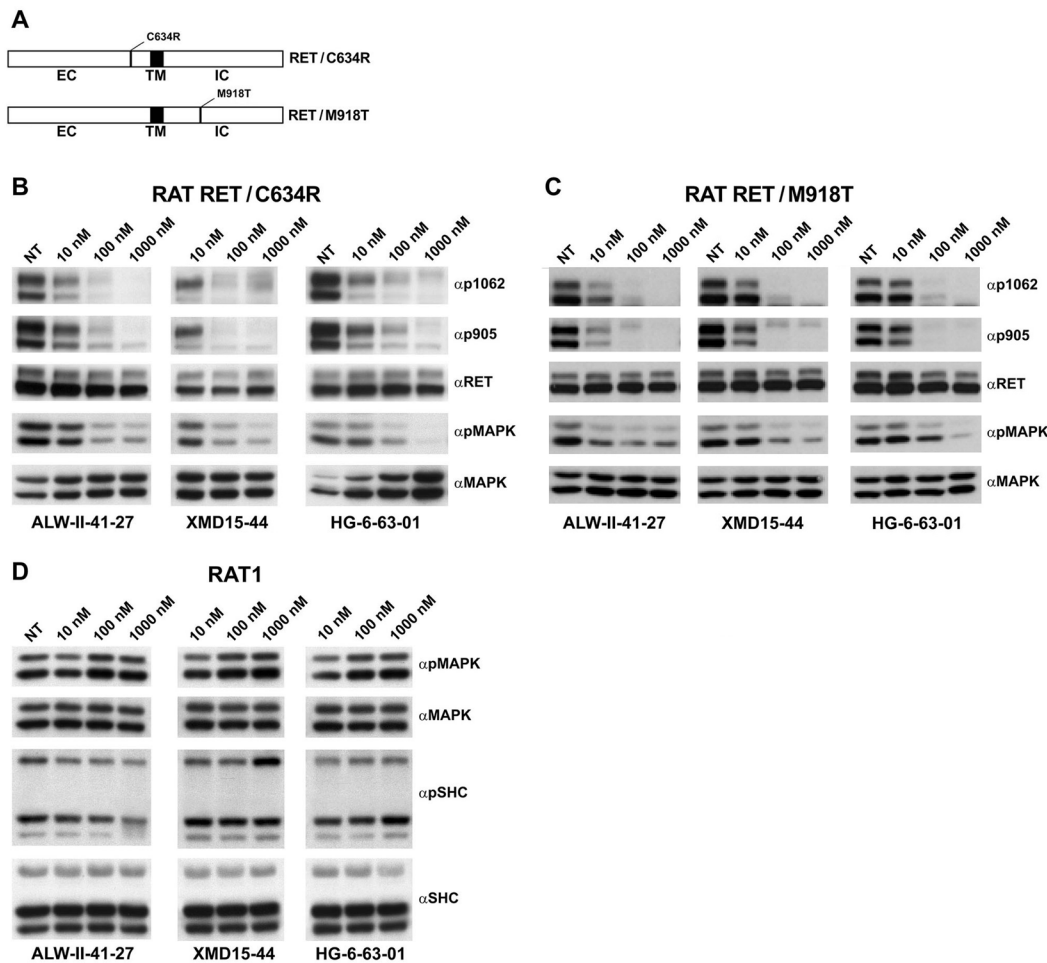 A
C634R
RET/C634R
EC TM IC
M918T
RET/M918T
EC TM IC
B
RAT RET/C634R
NT 10 nM 100 nM 1000 nM 10 nM 100 nM 1000 nM NT 10 nM 100 nM 1000 nM
αp1062
αp905
αRET
αpMAPK
αMAPK
ALW-II-41-27 XMD15-44 HG-6-63-01
C
RAT RET/M918T
NT 10 nM 100 nM 1000 nM NT 10 nM 100 nM 1000 nM NT 10 nM 100 nM 1000 nM
αp1062
αp905
αRET
αpMAPK
αMAPK
ALW-II-41-27 XMD15-44 HG-6-63-01
D
RAT1
NT 10 nM 100 nM 1000 nM 10 nM 100 nM 1000 nM 10 nM 100 nM 1000 nM
αpMAPK
αMAPK
αpSHC
αSHC
ALW-II-41-27 XMD15-44 HG-6-63-01